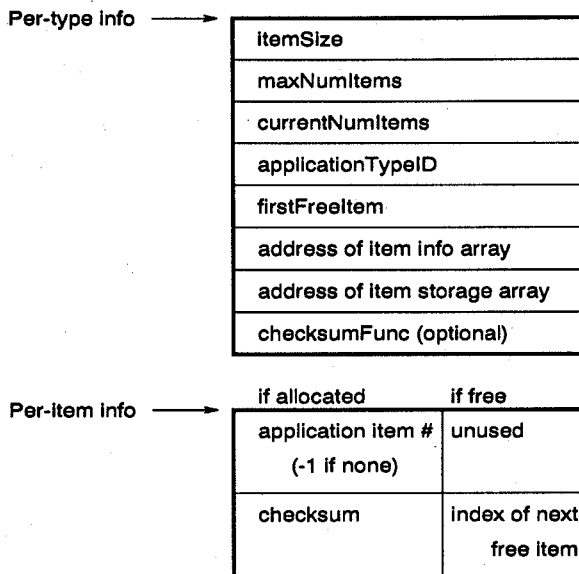 Per-type info
itemSize
maxNumItems
currentNumItems
applicationTypeID
firstFreeItem
address of item info array
address of item storage array
checksumFunc (optional)
if allocated if free
Per-item info
application item # unused
(-1 if none)
checksum index of next
free item